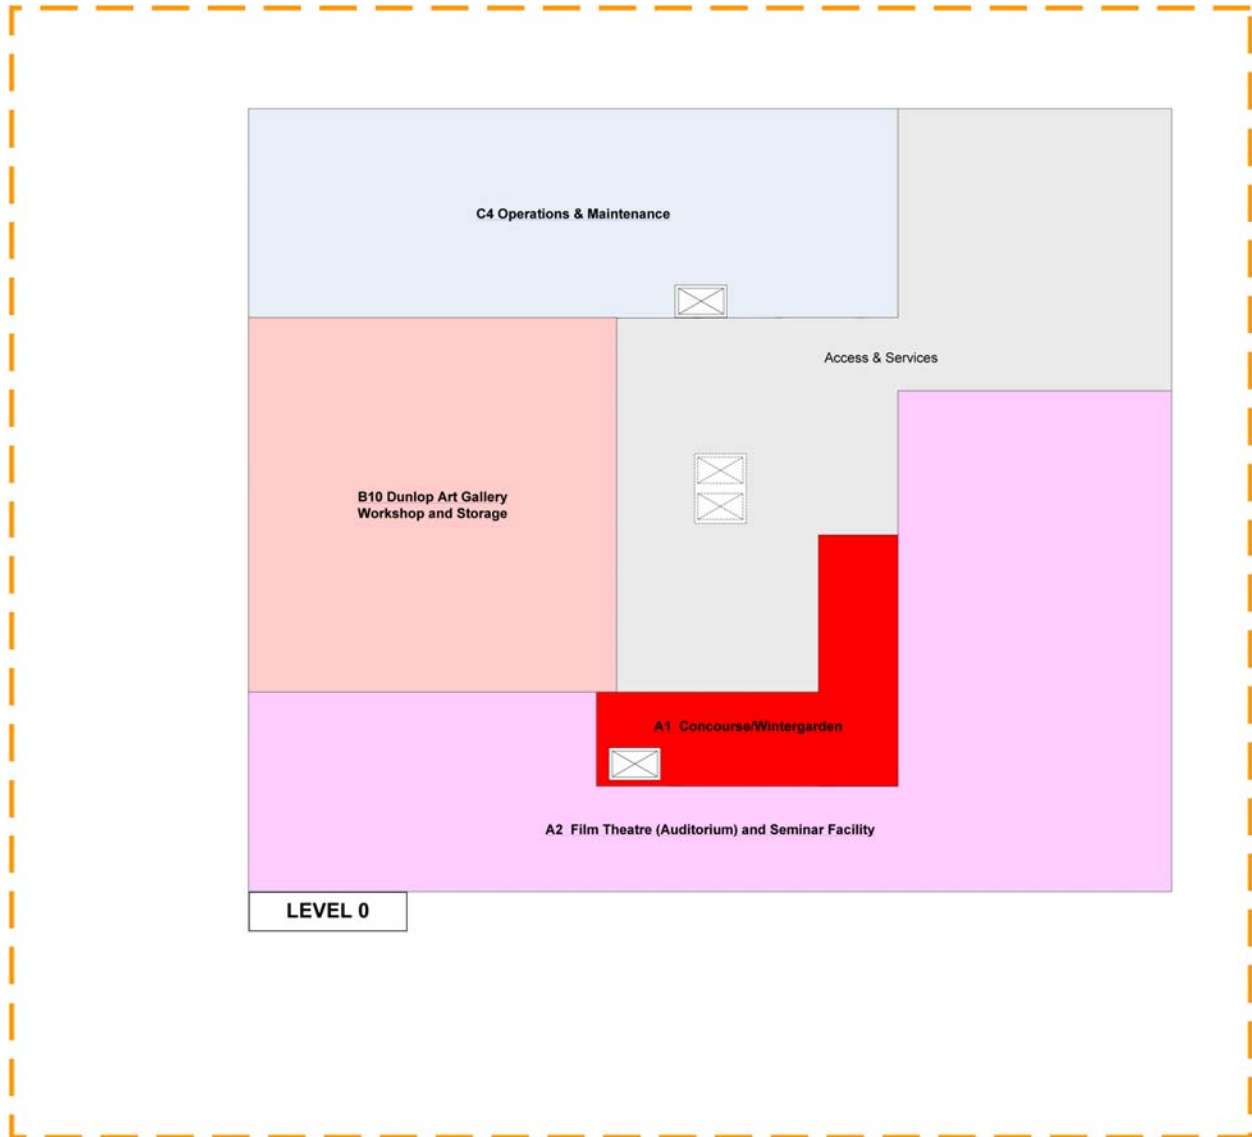 C4 Operations & Maintenance
Access & Services
B10 Dunlop Art Gallery
Workshop and Storage
A1 Concourse/Wintergarden
A2 Film Theatre (Auditorium) and Seminar Facility
LEVEL 0